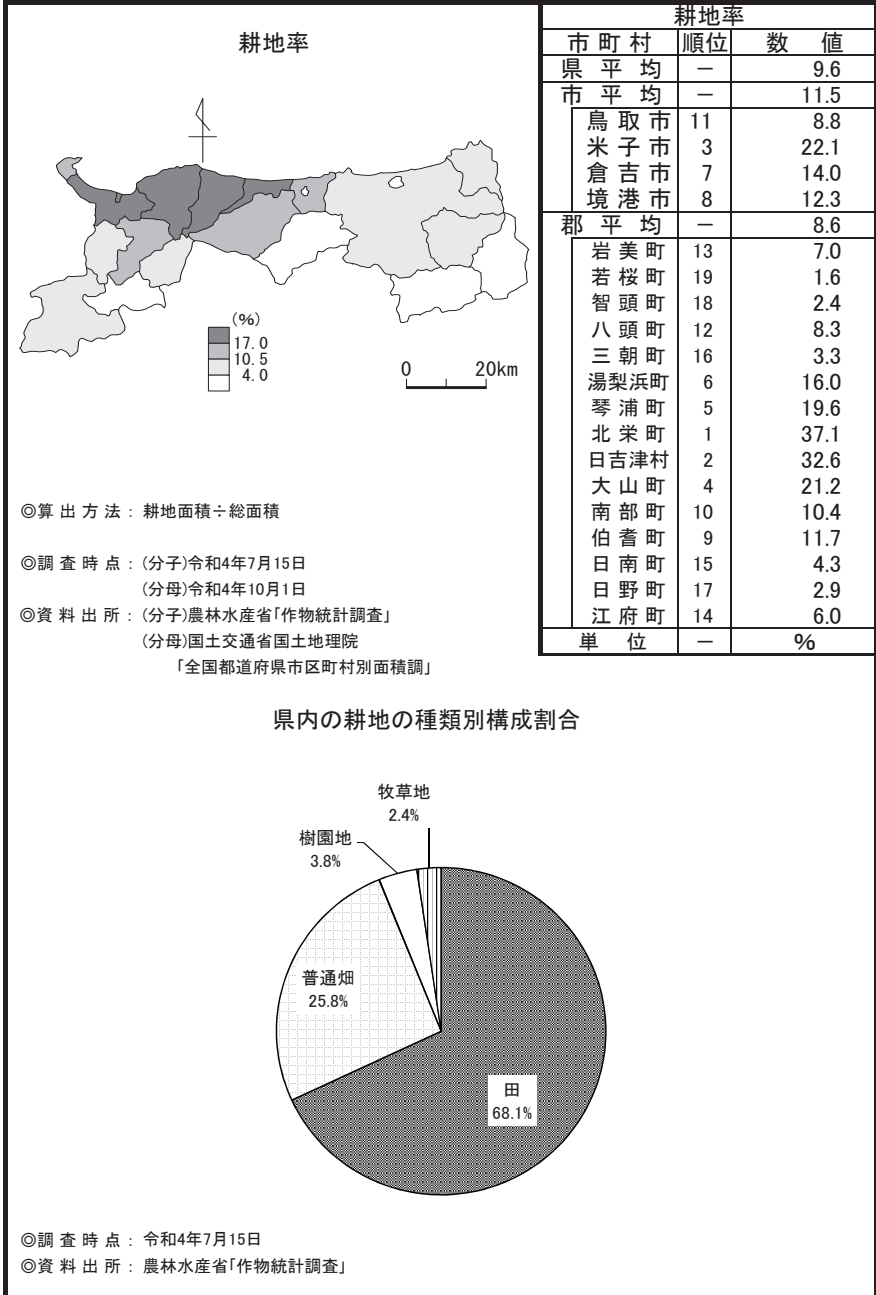 耕地率
(%)
17.0
10.5
4.0
0 20km
◎算出方法：耕地面積÷総面積
◎調査時点：(分子)令和4年7月15日
(分母)令和4年10月1日
◎資料出所：(分子)農林水産省「作物統計調査」
(分母)国土交通省国土地理院
「全国都道府県市区町村別面積調」
耕地率
市町村 順位 数値
県平均 － 9.6
市平均 － 11.5
鳥取市 11 8.8
米子市 3 22.1
倉吉市 7 14.0
境港市 8 12.3
郡平均 － 8.6
岩美町 13 7.0
若桜町 19 1.6
智頭町 18 2.4
八頭町 12 8.3
三朝町 16 3.3
湯梨浜町 6 16.0
琴浦町 5 19.6
北栄町 1 37.1
日吉津村 2 32.6
大山町 4 21.2
南部町 10 10.4
伯耆町 9 11.7
日南町 15 4.3
日野町 17 2.9
江府町 14 6.0
単位 － %
県内の耕地の種類別構成割合
牧草地
2.4%
樹園地
3.8%
普通畑
25.8%
田
68.1%
◎調査時点：令和4年7月15日
◎資料出所：農林水産省「作物統計調査」